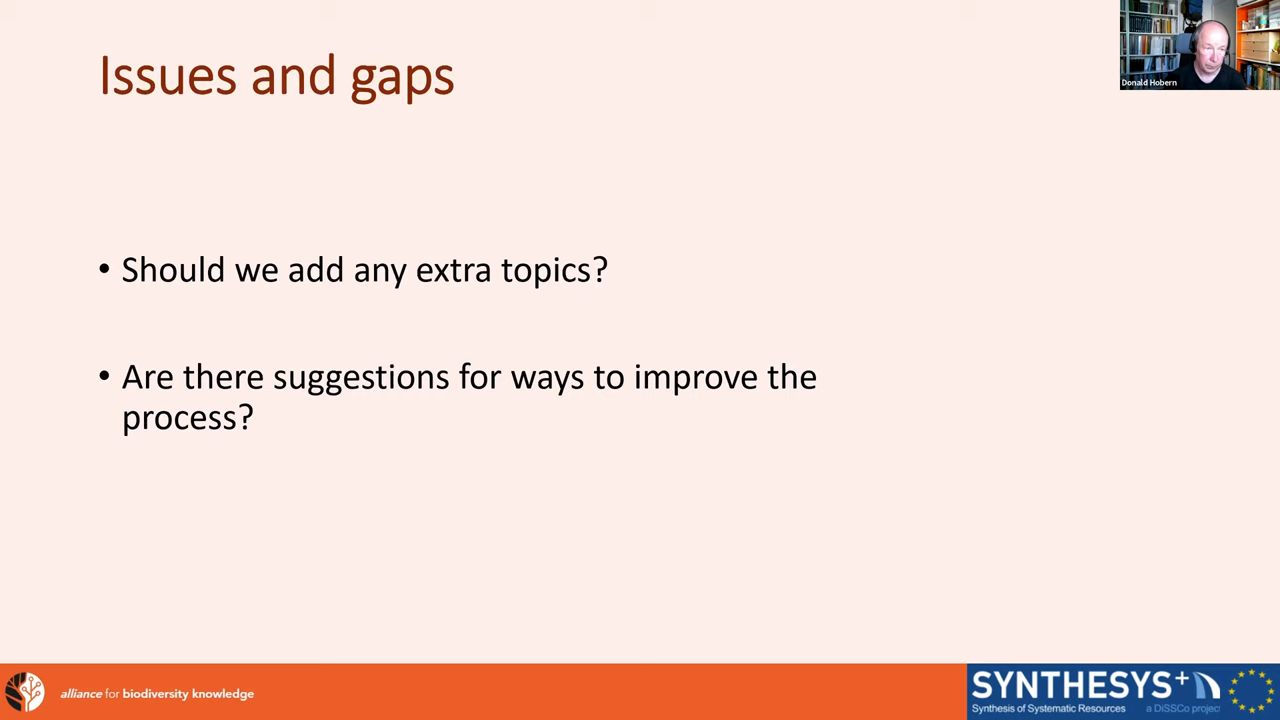 Issues and gaps
Donald Hobern
• Should we add any extra topics?
• Are there suggestions for ways to improve the
process?
alliance for biodiversity knowledge
SYNTHESYS+
Synthesis of Systematic Resources a DiSSCo project